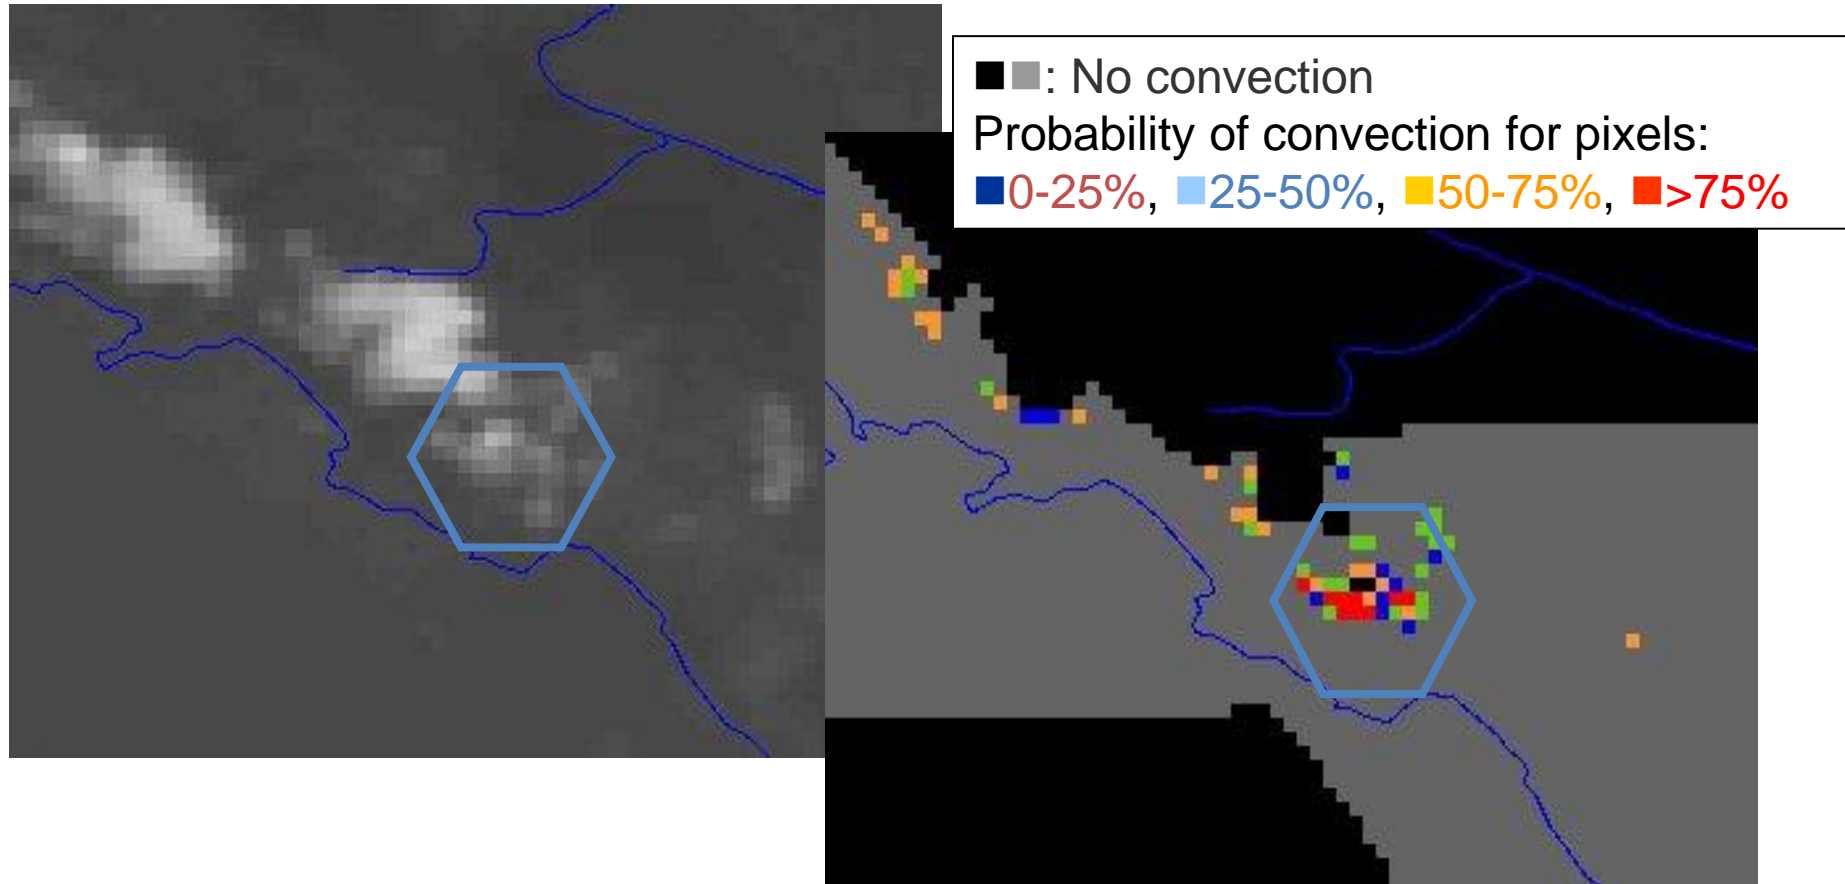 : No convection
Probability of convection for pixels:
0-25%, 25-50%, 50-75%, >75%